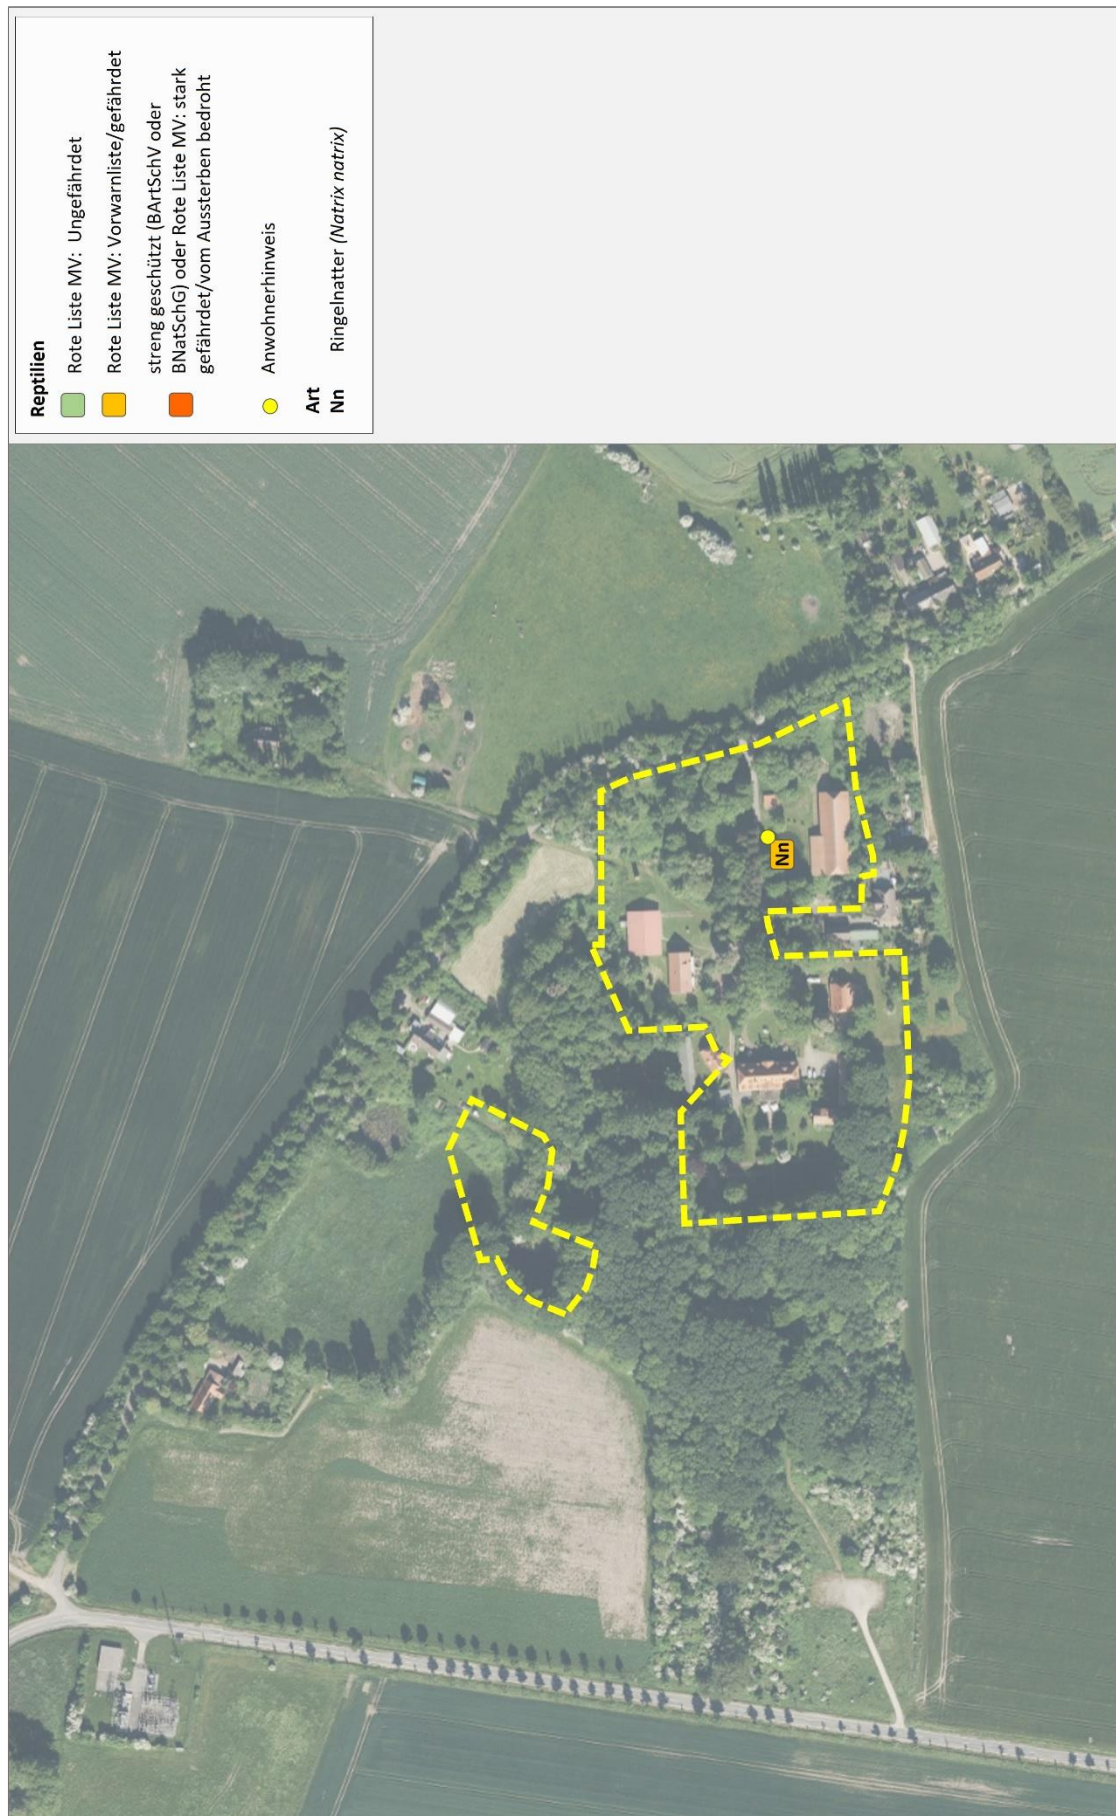 Reptilien
Rote Liste MV:  Ungefährdet
Rote Liste MV: Vorwarnliste/gefährdet
streng geschützt (BArtSchV oder
BNatSchG) oder Rote Liste MV: stark
gefährdet/vom Aussterben bedroht
Anwohnerhinweis
Art
Nn Ringelnatter (Natrix natrix)
Nn